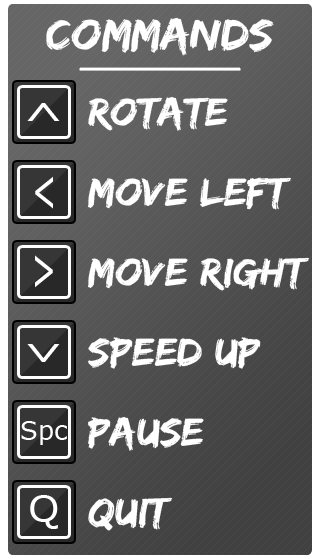 COMMANDS
ROTATE
MOVE LEFT
MOVE RIGHT
SPEED UP
Spc PAUSE
Q QUIT